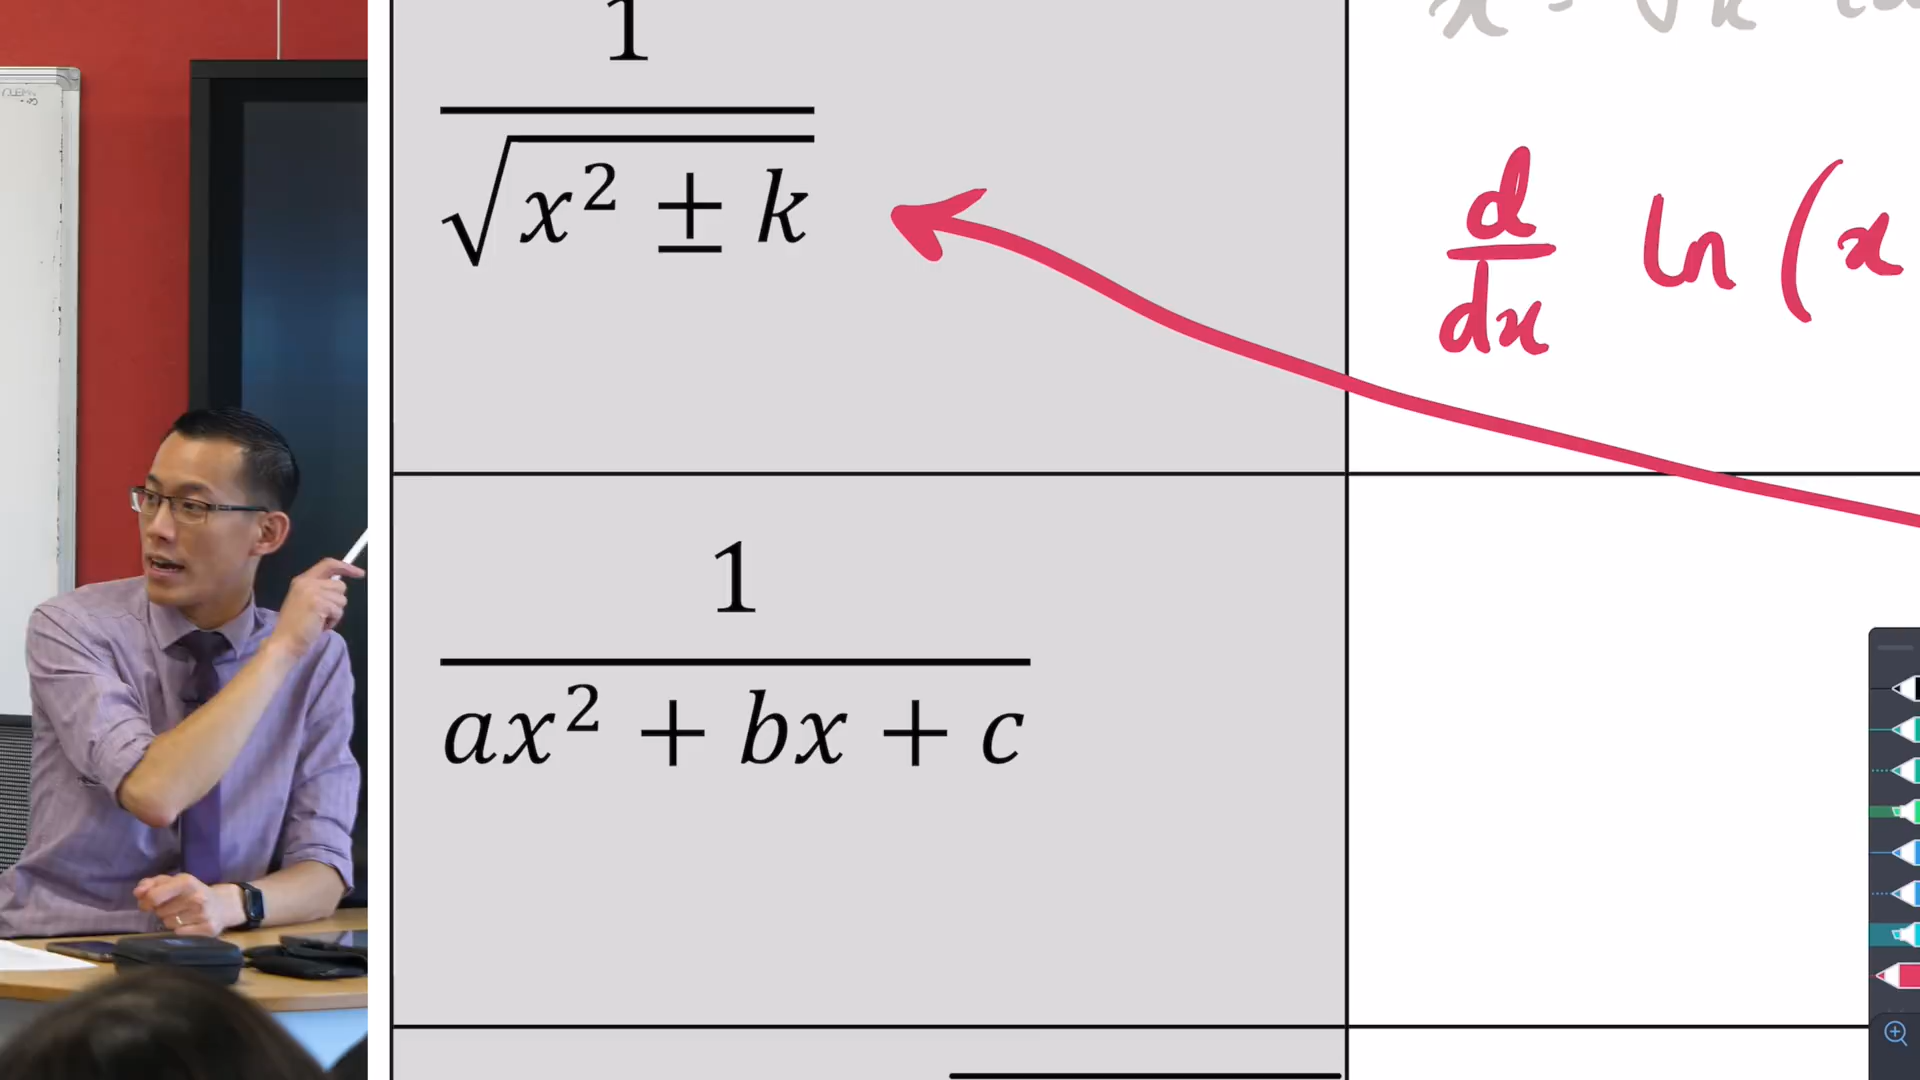 1
√x² ± k
d
dx
ln (x
1
ax² + bx + c